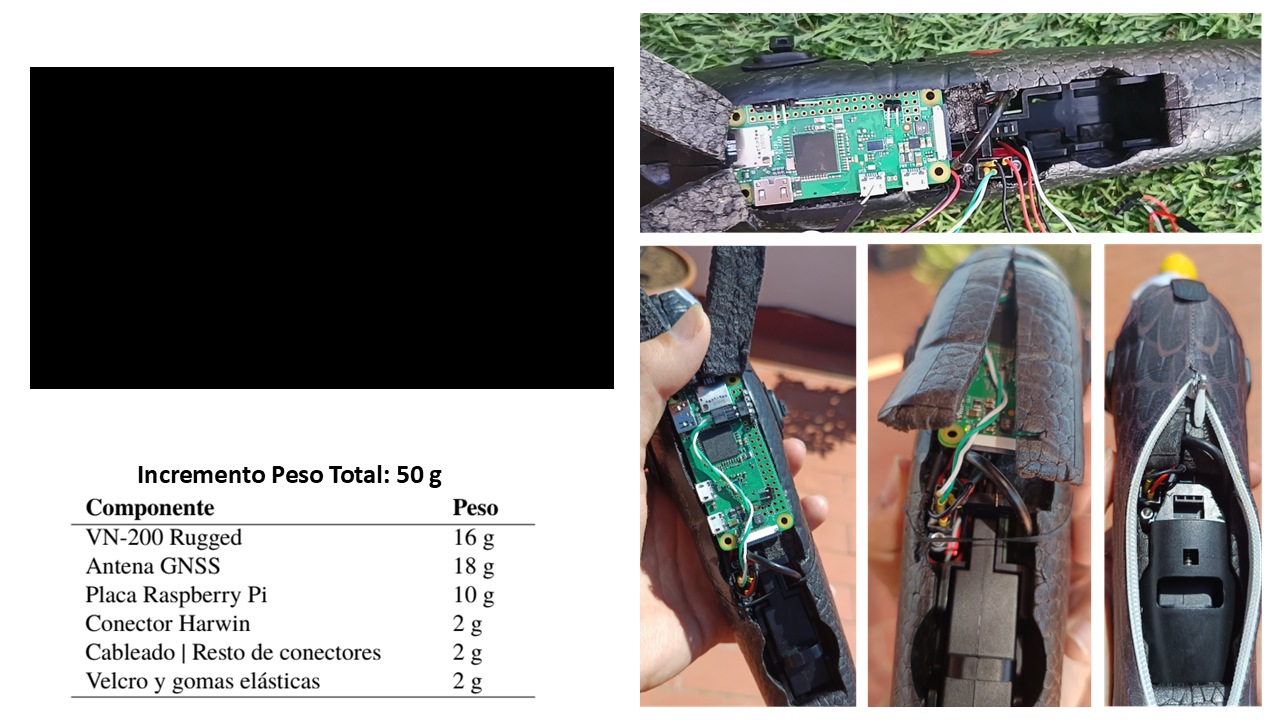 Incremento Peso Total: 50 g
Componente Peso
VN-200 Rugged 16 g
Antena GNSS 18 g
Placa Raspberry Pi 10 g
Conector Harwin 2 g
Cableado | Resto de conectores 2 g
Velcro y gomas elásticas 2 g